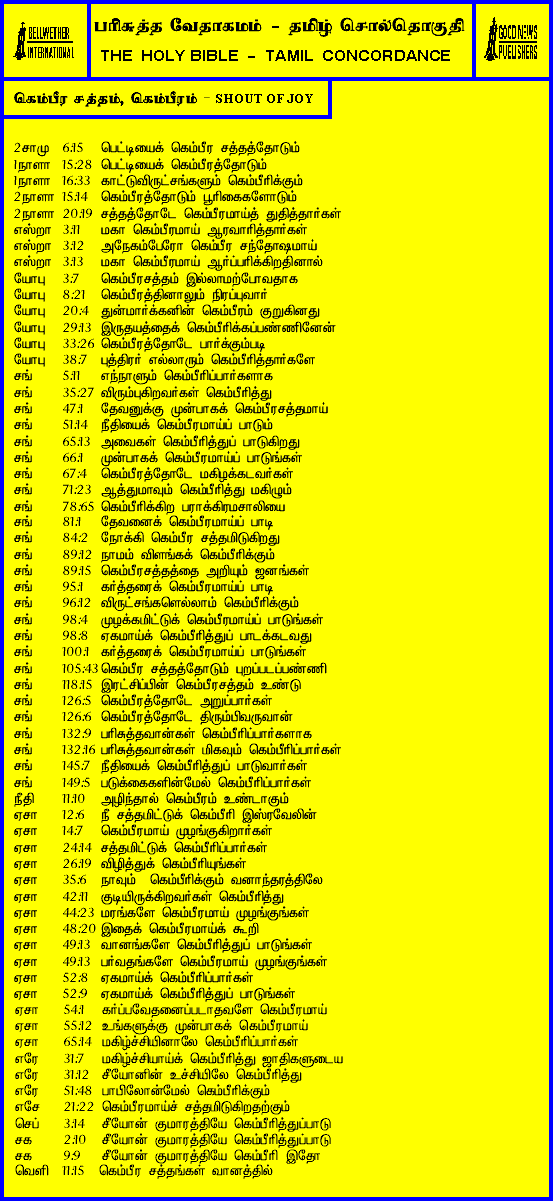 BELLWETHER
INTERNATIONAL
பரிசுத்த வேதாகமம் - தமிழ் சொல்தொகுதி
THE HOLY BIBLE - TAMIL CONCORDANCE
GOOD NEWS
PUBLISHERS
கெம்பீர சத்தம், கெம்பீரம் - SHOUT OF JOY
2சாமு 6:15 பெட்டியைக் கெம்பீர சத்தத்தோடும்
1நாளா 15:28 பெட்டியைக் கெம்பீரத்தோடும்
1நாளா 16:33 காட்டுவிருட்சங்களும் கெம்பீரிக்கும்
2நாளா 15:14 கெம்பீரத்தோடும் பூரிகைகளோடும்
2நாளா 20:19 சத்தத்தோடே கெம்பீரமாய்த் துதித்தார்கள்
எஸ்றா 3:11 மகா கெம்பீரமாய் ஆரவாரித்தார்கள்
எஸ்றா 3:12 அநேகம்பேரோ கெம்பீர சந்தோஷமாய்
எஸ்றா 3:13 மகா கெம்பீரமாய் ஆர்ப்பரிக்கிறதினால்
யோபு 3:7 கெம்பீரசத்தம் இல்லாமற்போவதாக
யோபு 8:21 கெம்பீரத்தினாலும் நிரப்புவார்
யோபு 20:4 துன்மார்க்கனின் கெம்பீரம் குறுகினது
யோபு 29:13 இருதயத்தைக் கெம்பீரிக்கப்பண்ணினேன்
யோபு 33:26 கெம்பீரத்தோடே பார்க்கும்படி
யோபு 38:7 புத்திரர் எல்லாரும் கெம்பீரித்தார்களே
சங் 5:11 எந்நாளும் கெம்பீரிப்பார்களாக
சங் 35:27 விரும்புகிறவர்கள் கெம்பீரித்து
சங் 47:1 தேவனுக்கு முன்பாகக் கெம்பீரசத்தமாய்
சங் 51:14 நீதியைக் கெம்பீரமாய்ப் பாடும்
சங் 65:13 அவைகள் கெம்பீரித்துப் பாடுகிறது
சங் 66:1 முன்பாகக் கெம்பீரமாய்ப் பாடுங்கள்
சங் 67:4 கெம்பீரத்தோடே மகிழக்கடவர்கள்
சங் 71:23 ஆத்துமாவும் கெம்பீரித்து மகிழும்
சங் 78:65 கெம்பீரிக்கிற பராக்கிரமசாலியை
சங் 81:1 தேவனைக் கெம்பீரமாய்ப் பாடி
சங் 84:2 நோக்கி கெம்பீர சத்தமிடுகிறது
சங் 89:12 நாமம் விளங்கக் கெம்பீரிக்கும்
சங் 89:15 கெம்பீரசத்தத்தை அறியும் ஜனங்கள்
சங் 95:1 கர்த்தரைக் கெம்பீரமாய்ப் பாடி
சங் 96:12 விருட்சங்களெல்லாம் கெம்பீரிக்கும்
சங் 98:4 முழக்கமிட்டுக் கெம்பீரமாய்ப் பாடுங்கள்
சங் 98:8 ஏகமாய்க் கெம்பீரித்துப் பாடக்கடவது
சங் 100:1 கர்த்தரைக் கெம்பீரமாய்ப் பாடுங்கள்
சங் 105:43 கெம்பீர சத்தத்தோடும் புறப்படப்பண்ணி
சங் 118:15 இரட்சிப்பின் கெம்பீரசத்தம் உண்டு
சங் 126:5 கெம்பீரத்தோடே அறுப்பார்கள்
சங் 126:6 கெம்பீரத்தோடே திரும்பிவருவான்
சங் 132:9 பரிசுத்தவான்கள் கெம்பீரிப்பார்களாக
சங் 132:16 பரிசுத்தவான்கள் மிகவும் கெம்பீரிப்பார்கள்
சங் 145:7 நீதியைக் கெம்பீரித்துப் பாடுவார்கள்
சங் 149:5 படுக்கைகளின்மேல் கெம்பீரிப்பார்கள்
நீதி 11:10 அழிந்தால் கெம்பீரம் உண்டாகும்
ஏசா 12:6 நீ சத்தமிட்டுக் கெம்பீரி இஸ்ரவேலின்
ஏசா 14:7 கெம்பீரமாய் முழங்குகிறார்கள்
ஏசா 24:14 சத்தமிட்டுக் கெம்பீரிப்பார்கள்
ஏசா 26:19 விழித்துக் கெம்பீரியுங்கள்
ஏசா 35:6 நாவும் கெம்பீரிக்கும் வனாந்தரத்திலே
ஏசா 42:11 குடியிருக்கிறவர்கள் கெம்பீரித்து
ஏசா 44:23 மரங்களே கெம்பீரமாய் முழங்குங்கள்
ஏசா 48:20 இதைக் கெம்பீரமாய்க் கூறி
ஏசா 49:13 வானங்களே கெம்பீரித்துப் பாடுங்கள்
ஏசா 49:13 பர்வதங்களே கெம்பீரமாய் முழங்குங்கள்
ஏசா 52:8 ஏகமாய்க் கெம்பீரிப்பார்கள்
ஏசா 52:9 ஏகமாய்க் கெம்பீரித்துப் பாடுங்கள்
ஏசா 54:1 கர்ப்பவேதனைப்படாதவளே கெம்பீரமாய்
ஏசா 55:12 உங்களுக்கு முன்பாகக் கெம்பீரமாய்
ஏசா 65:14 மகிழ்ச்சியினாலே கெம்பீரிப்பார்கள்
எரே 31:7 மகிழ்ச்சியாய்க் கெம்பீரித்து ஜாதிகளுடைய
எரே 31:12 சீயோனின் உச்சியிலே கெம்பீரித்து
எரே 51:48 பாபிலோன்மேல் கெம்பீரிக்கும்
எசே 21:22 கெம்பீரமாய்ச் சத்தமிடுகிறதற்கும்
செப் 3:14 சீயோன் குமாரத்தியே கெம்பீரித்துப்பாடு
சக 2:10 சீயோன் குமாரத்தியே கெம்பீரித்துப்பாடு
சக 9:9 சீயோன் குமாரத்தியே கெம்பீரி இதோ
வெளி 11:15 கெம்பீர சத்தங்கள் வானத்தில்